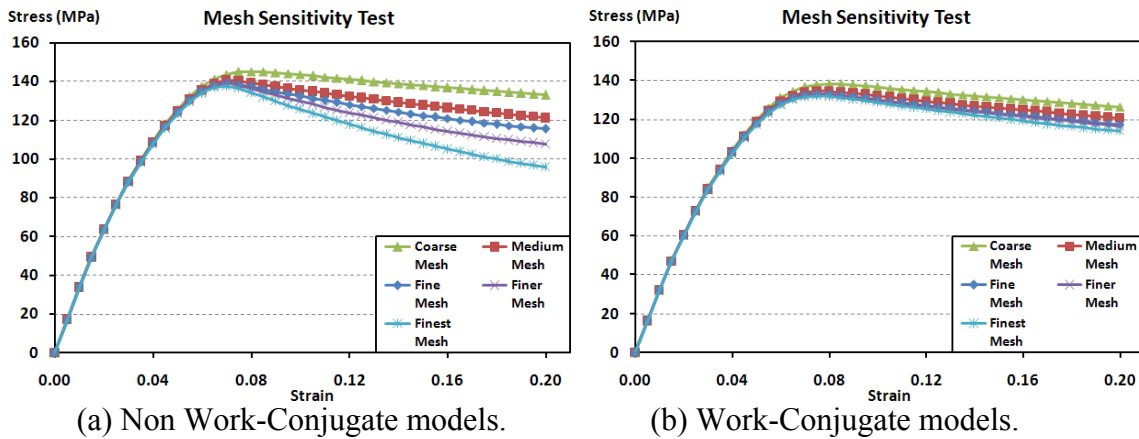 Stress (MPa) Mesh Sensitivity Test
160
140
120
100
80
60
40
20
0
0.00 0.04 0.08 0.12 0.16 0.20
Strain
Coarse Mesh
Medium Mesh
Fine Mesh
Finer Mesh
Finest Mesh
(a) Non Work-Conjugate models.
Stress (MPa) Mesh Sensitivity Test
160
140
120
100
80
60
40
20
0
0.00 0.04 0.08 0.12 0.16 0.20
Strain
Coarse Mesh
Medium Mesh
Fine Mesh
Finer Mesh
Finest Mesh
(b) Work-Conjugate models.